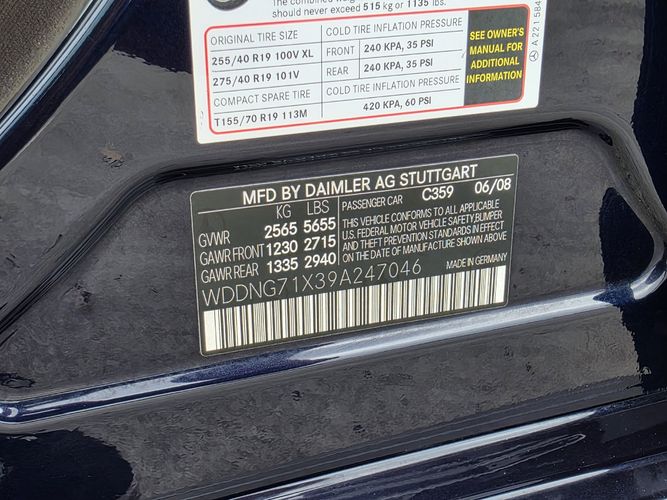 The combined weight
should never exceed 515 kg or 1135 lbs.
ORIGINAL TIRE SIZE
COLD TIRE INFLATION PRESSURE
255/40 R19 100V XL
FRONT 240 KPA, 35 PSI
275/40 R19 101V
REAR 240 KPA, 35 PSI
COMPACT SPARE TIRE
COLD TIRE INFLATION PRESSURE
T155/70 R19 113M
420 KPA, 60 PSI
SEE OWNER'S
MANUAL FOR
ADDITIONAL
INFORMATION
A 221 584
MFD BY DAIMLER AG STUTTGART
KG LBS
PASSENGER CAR C359 06/08
GVWR 2565 5655
GAWR FRONT 1230 2715
GAWR REAR 1335 2940
THIS VEHICLE CONFORMS TO ALL APPLICABLE
U.S. FEDERAL MOTOR VEHICLE SAFETY,BUMPER
AND THEFT PREVENTION STANDARDS IN EFFECT
ON THE DATE OF MANUFACTURE SHOWN ABOVE
WDDNG71X39A247046
MADE IN GERMANY